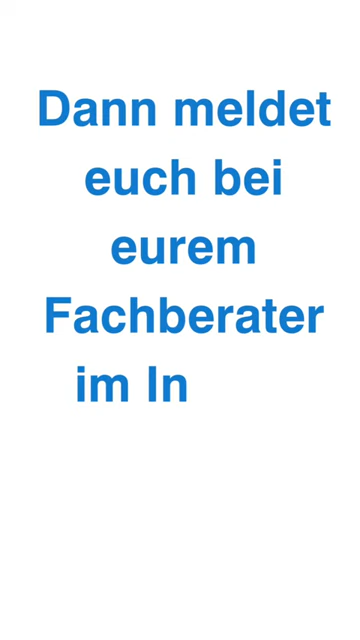 Dann meldet
euch bei
eurem
Fachberater
im In